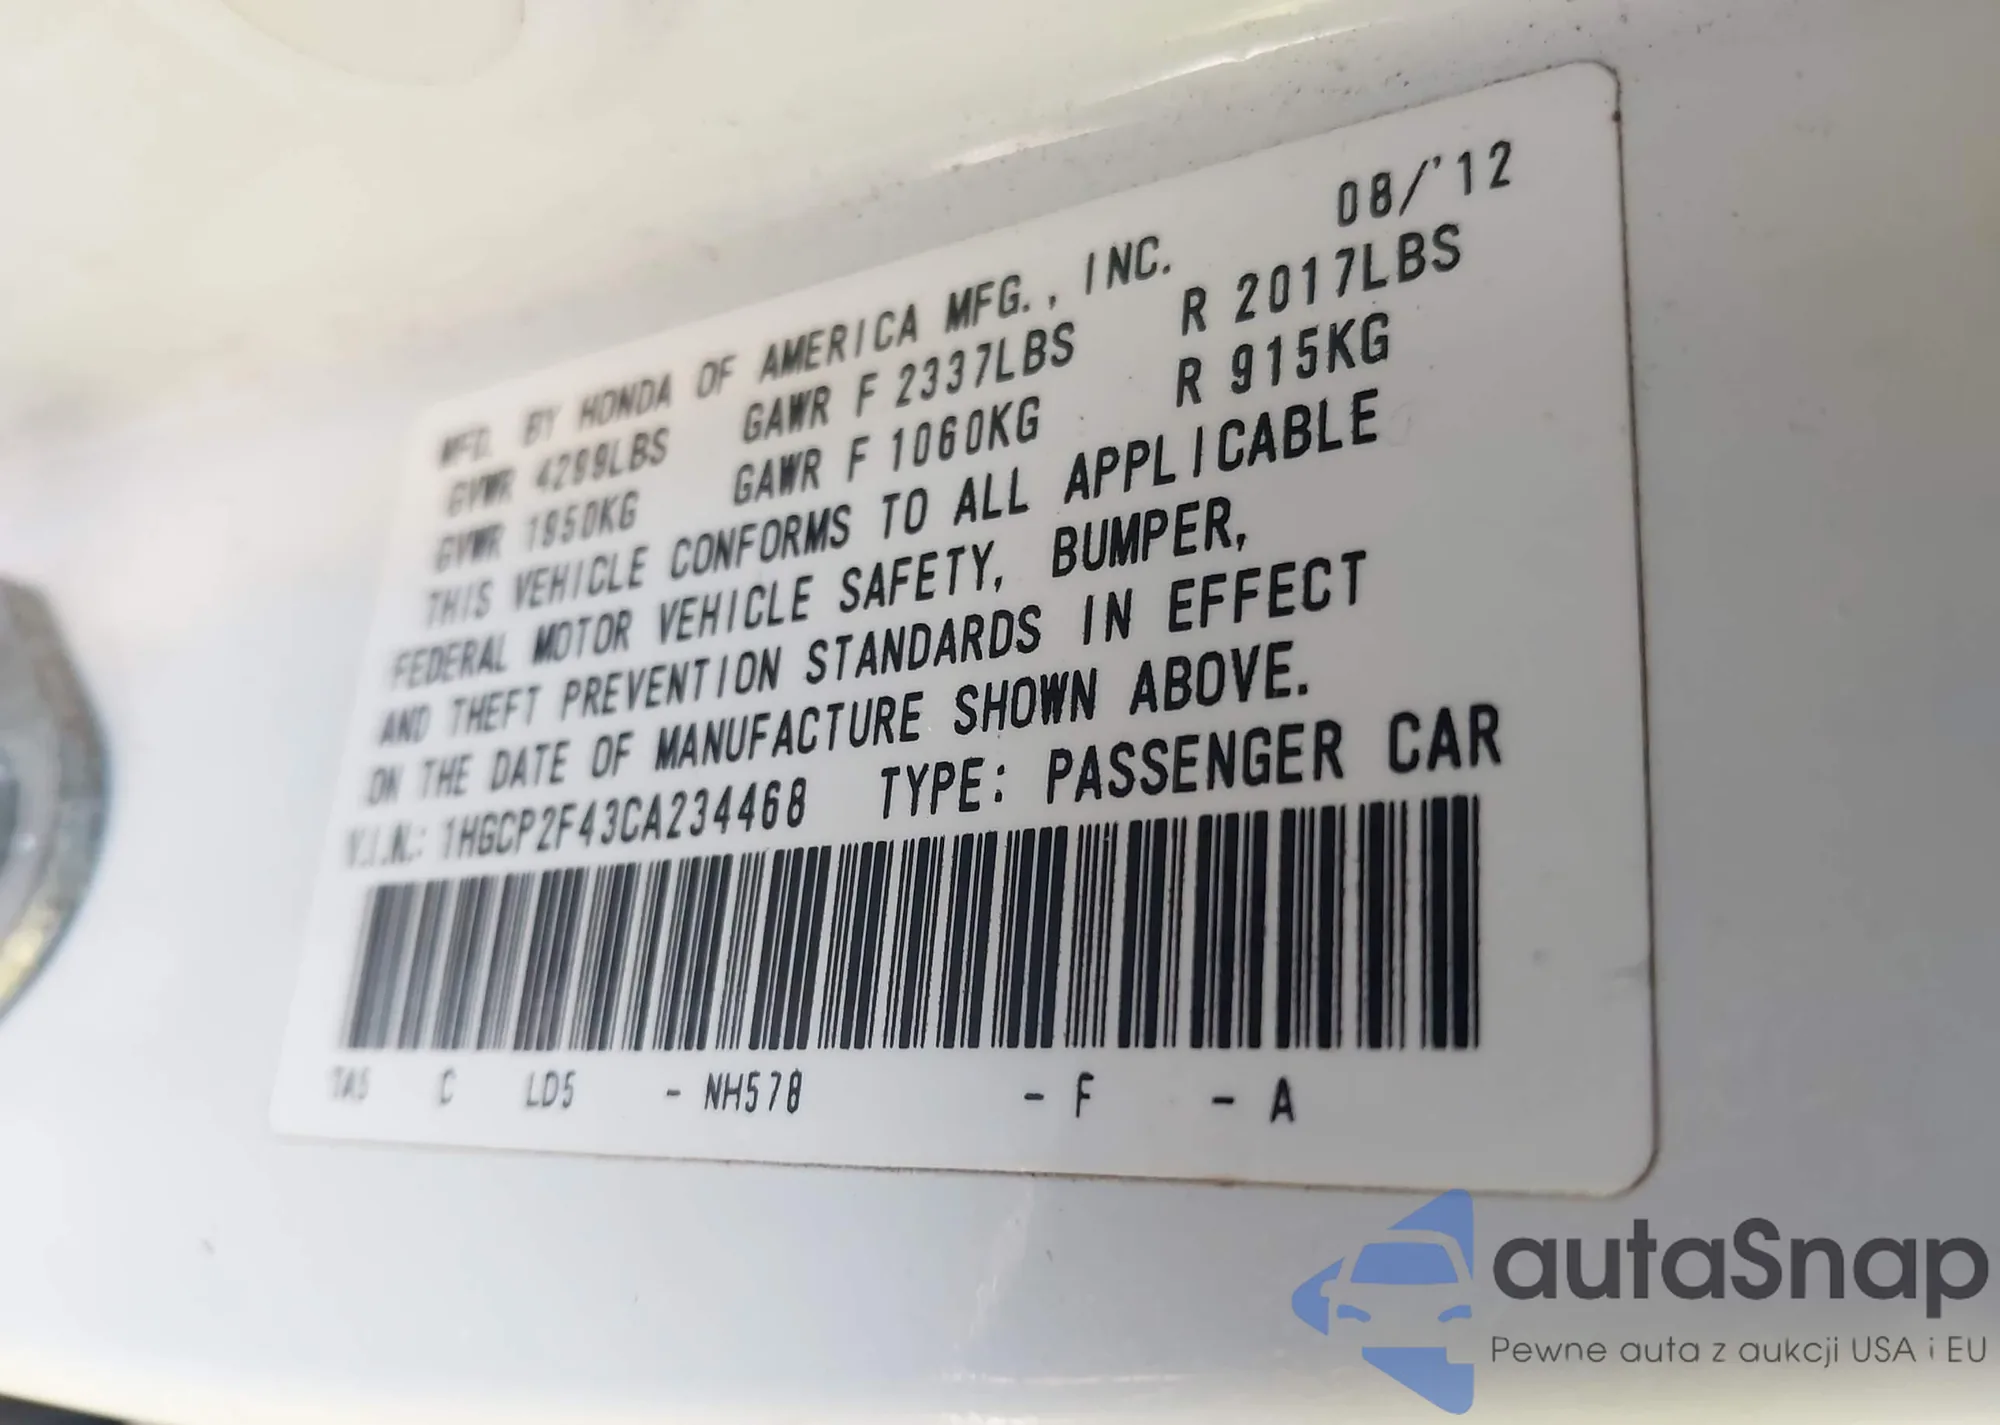 08/'12
MFD. BY HONDA OF AMERICA MFG., INC.
GVWR 4299LBS GAWR F 2337LBS R 2017LBS
GVWR 1950KG GAWR F 1060KG R 915KG
THIS VEHICLE CONFORMS TO ALL APPLICABLE
FEDERAL MOTOR VEHICLE SAFETY, BUMPER,
AND THEFT PREVENTION STANDARDS IN EFFECT
ON THE DATE OF MANUFACTURE SHOWN ABOVE.
V.I.N.: 1HGCP2F43CA234468 TYPE: PASSENGER CAR
TA5 C LD5 - NH578 - F - A
autaSnap
Pewne auta z aukcji USA i EU